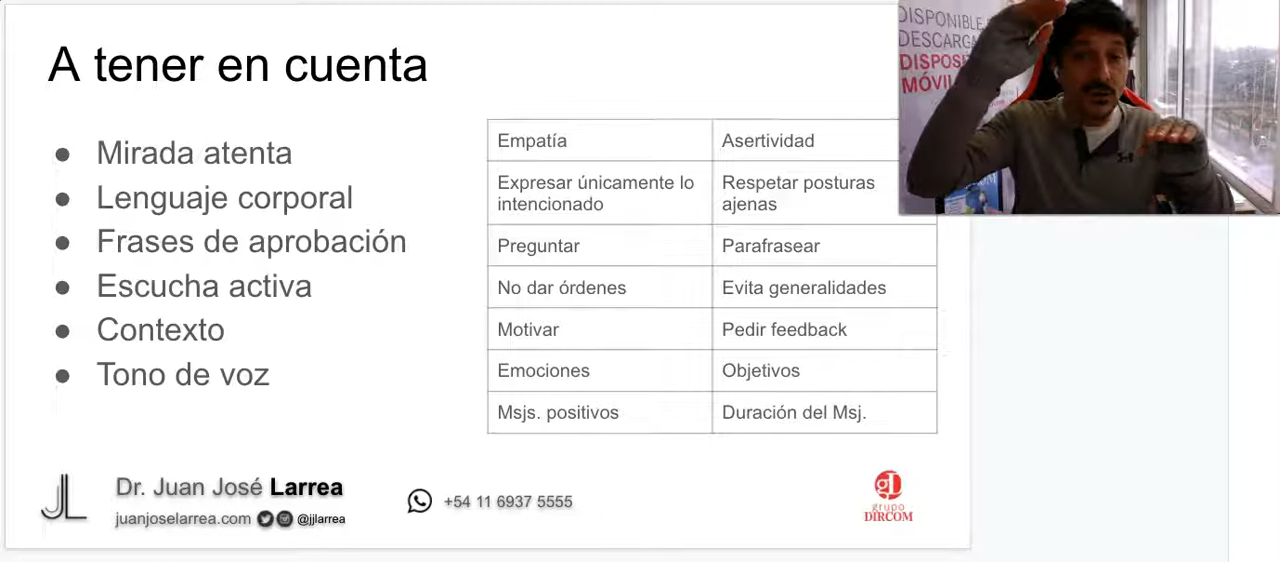 A tener en cuenta
● Mirada atenta
● Lenguaje corporal
● Frases de aprobación
● Escucha activa
● Contexto
● Tono de voz
Empatía Asertividad
Expresar únicamente lo intencionado Respetar posturas ajenas
Preguntar Parafrasear
No dar órdenes Evita generalidades
Motivar Pedir feedback
Emociones Objetivos
Msjs. positivos Duración del Msj.
DISPONIBLE
DESCARGA
MÓVIL
JL
Dr. Juan José Larrea
juanjoselarrea.com @jjlarrea
+54 11 6937 5555
gD
grupo
DIRCOM